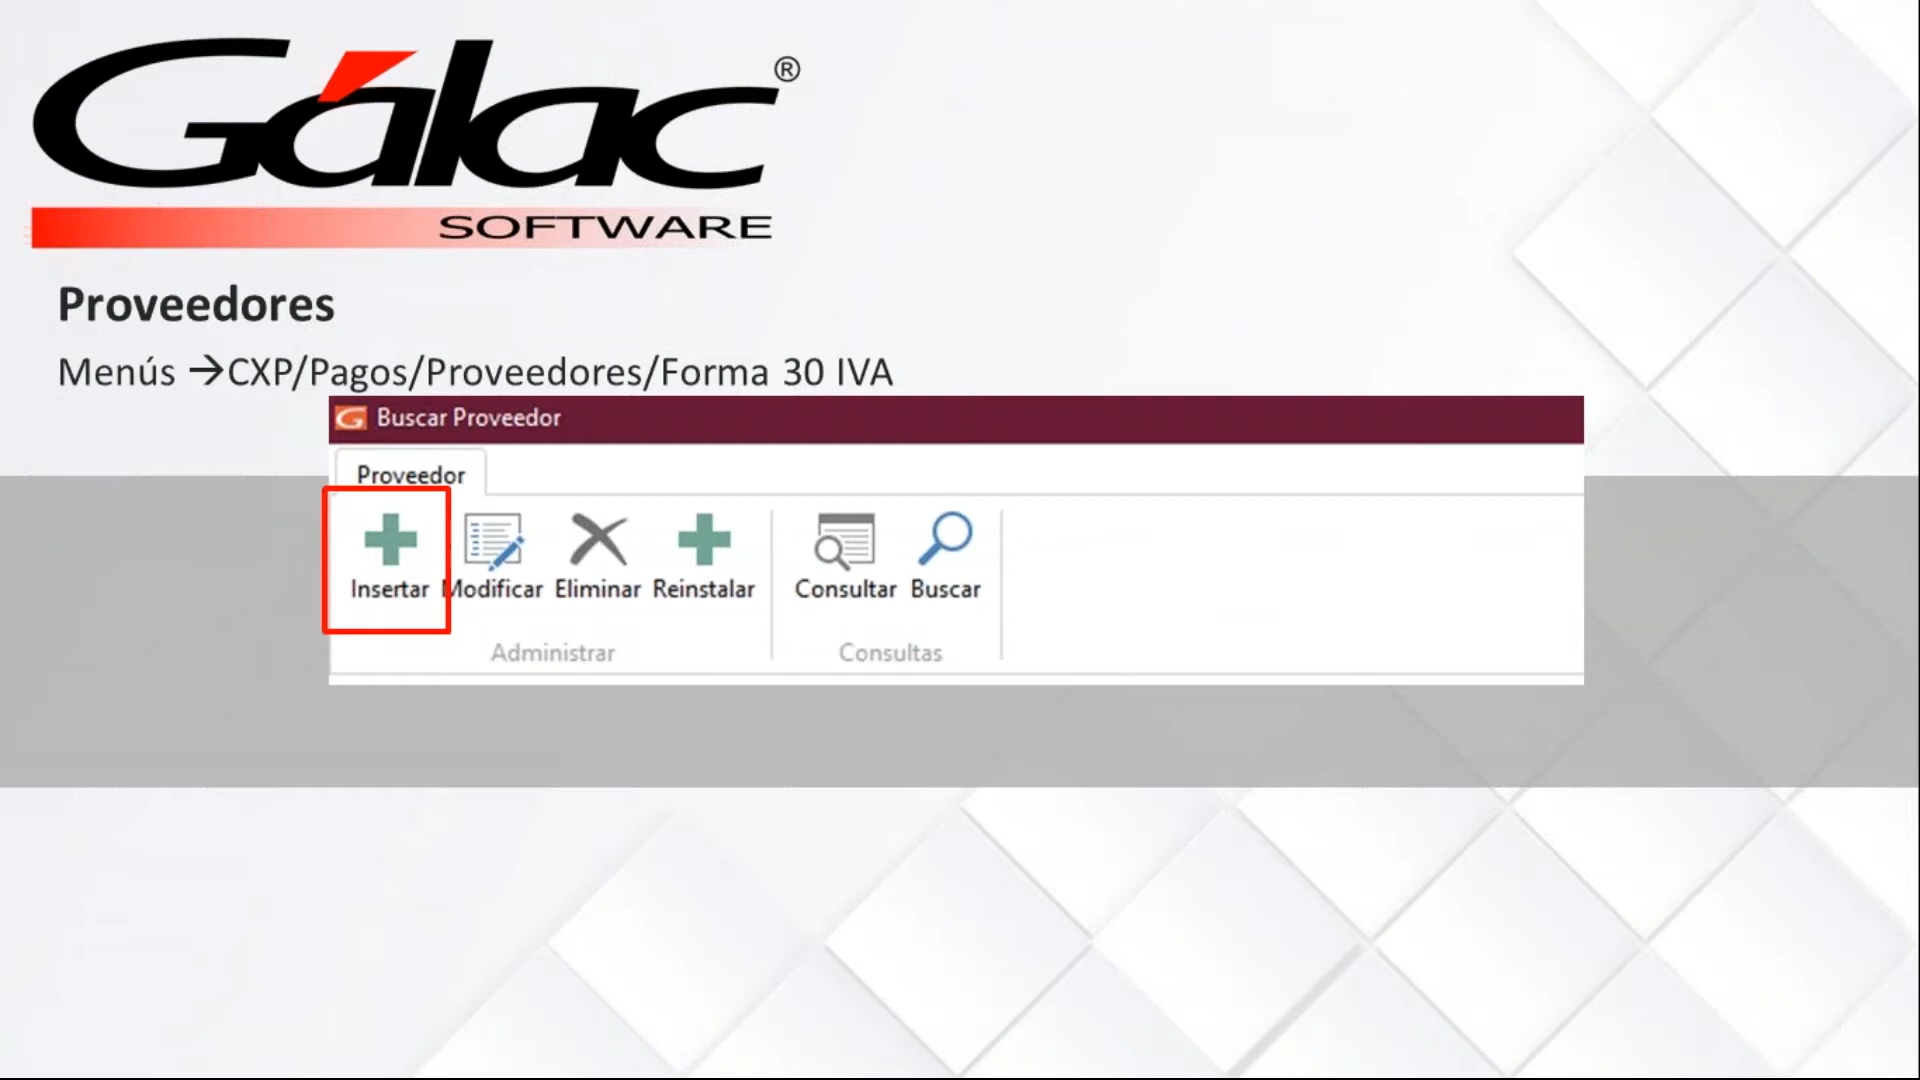 Gálac®
SOFTWARE
Proveedores
Menús →CXP/Pagos/Proveedores/Forma 30 IVA
Buscar Proveedor
Proveedor
Insertar Modificar Eliminar Reinstalar Consultar Buscar
Administrar Consultas